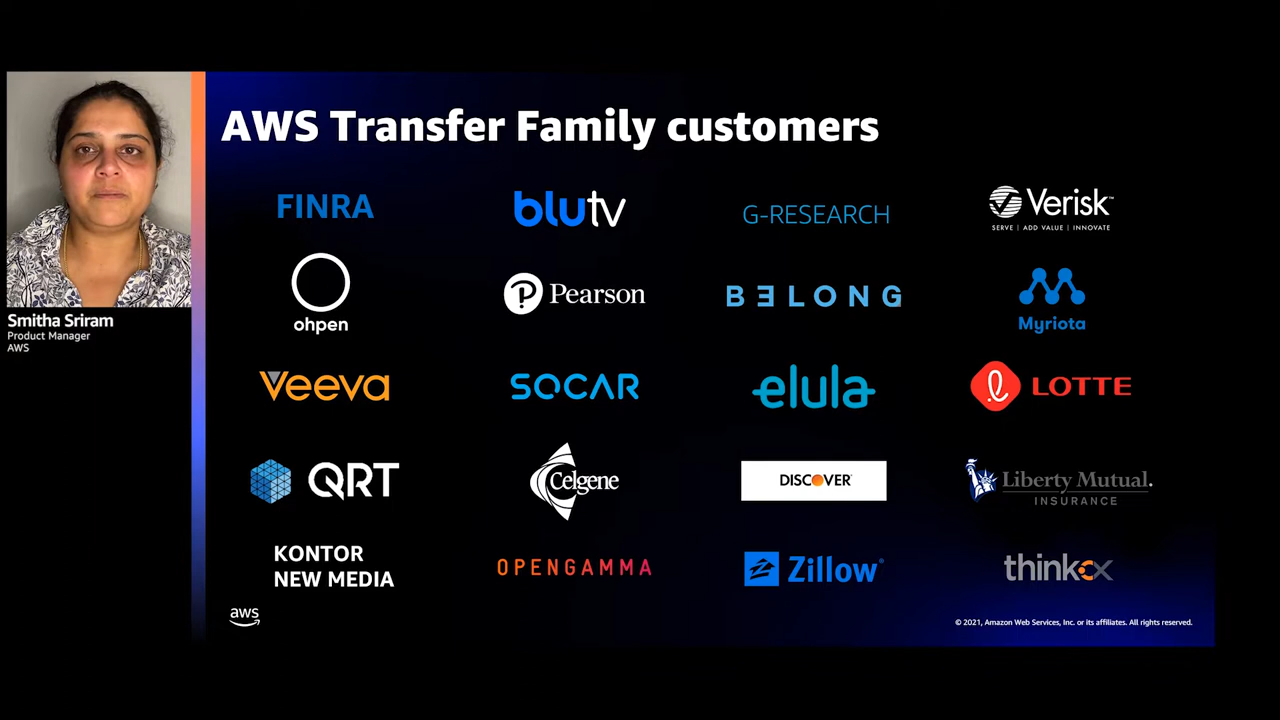 AWS Transfer Family customers
FINRA
blutv
G-RESEARCH
Verisk™
SERVE | ADD VALUE | INNOVATE
ohpen
Pearson
BELONG
Myriota
Veeva
SOCAR
elula
LOTTE
QRT
Celgene
DISCOVER
Liberty Mutual.
INSURANCE
KONTOR
NEW MEDIA
OPENGAMMA
Zillow®
thinkcx
Smitha Sriram
Product Manager
AWS
aws
© 2021, Amazon Web Services, Inc. or its affiliates. All rights reserved.